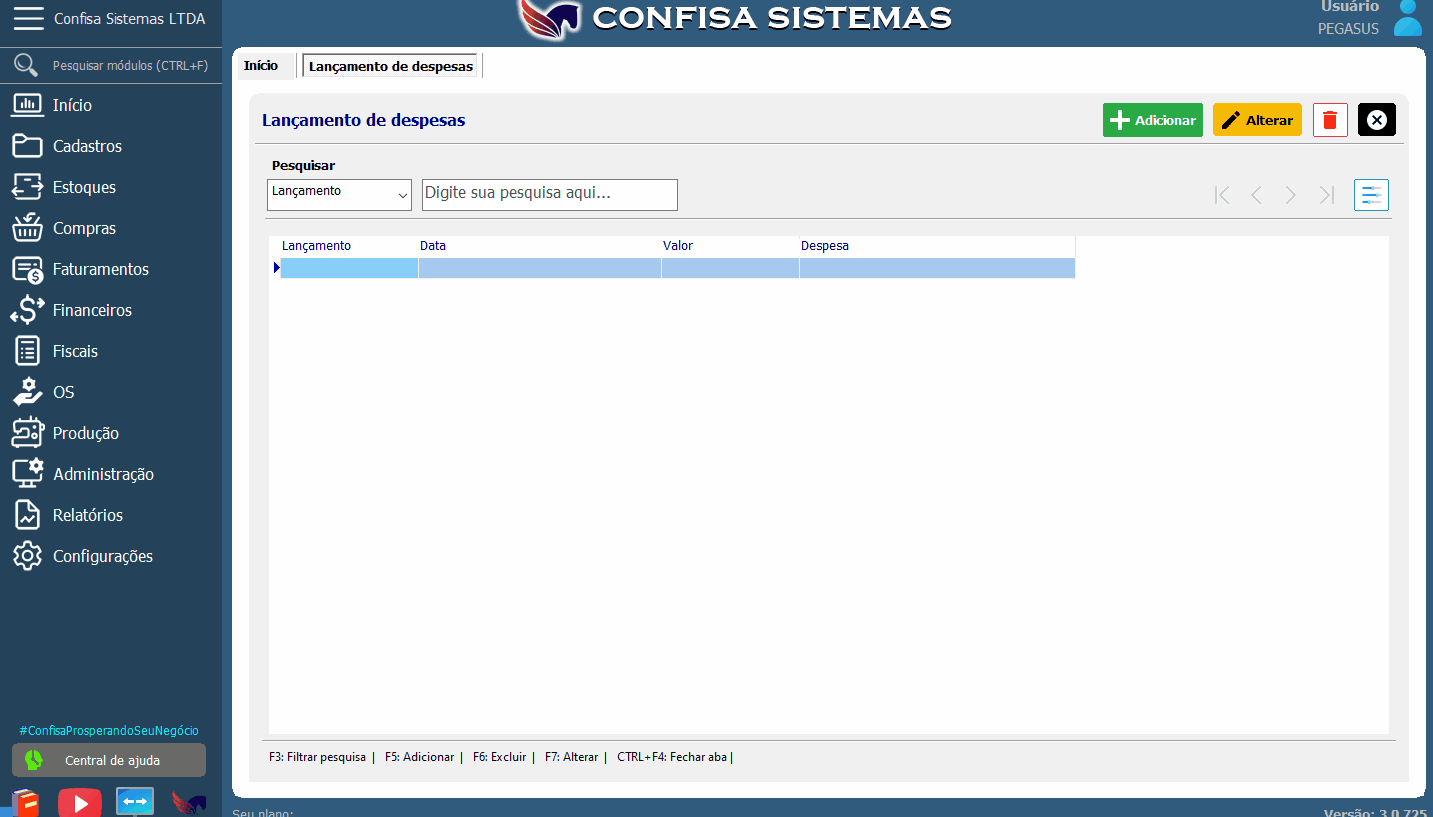 Confisa Sistemas LTDA
Pesquisar módulos (CTRL+F)
Início
Cadastros
Estoques
Compras
Faturamentos
Financeiros
Fiscais
OS
Produção
Administração
Relatórios
Configurações
#ConfisaProsperandoSeuNegócio
Central de ajuda
CONFISA SISTEMAS
Usuário
PEGASUS
Início
Lançamento de despesas
Lançamento de despesas
Adicionar
Alterar
Pesquisar
Lançamento
Digite sua pesquisa aqui...
Lançamento Data Valor Despesa
F3: Filtrar pesquisa | F5: Adicionar | F6: Excluir | F7: Alterar | CTRL+F4: Fechar aba |
Seu plano:
Versão: 3.0.725